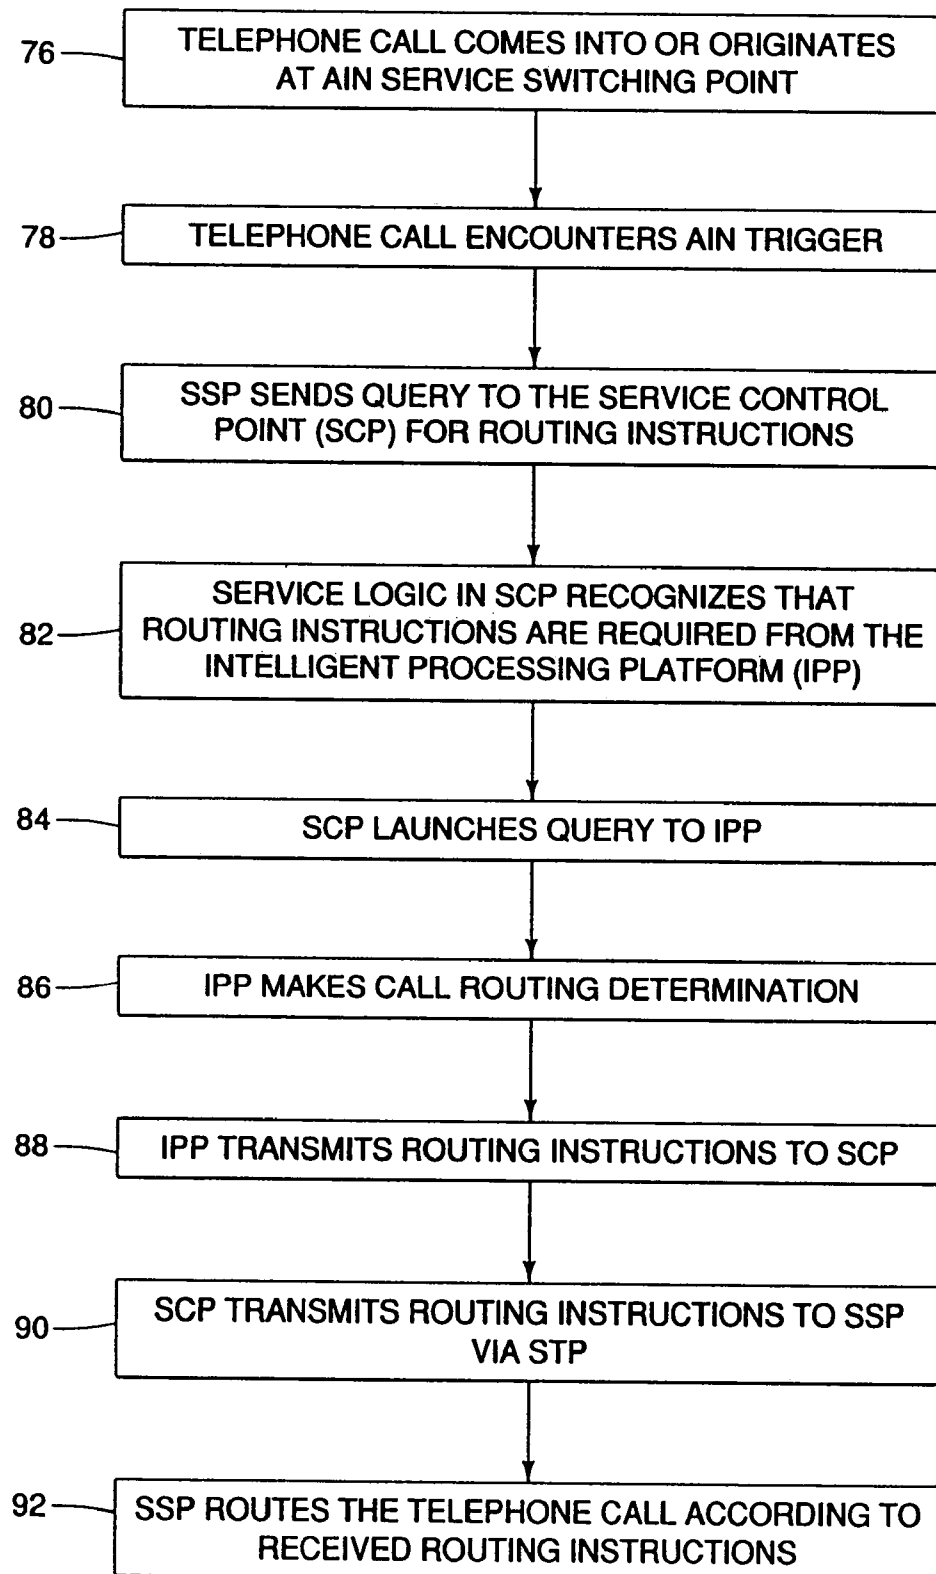 76
TELEPHONE CALL COMES INTO OR ORIGINATES
AT AIN SERVICE SWITCHING POINT
78
TELEPHONE CALL ENCOUNTERS AIN TRIGGER
80
SSP SENDS QUERY TO THE SERVICE CONTROL
POINT (SCP) FOR ROUTING INSTRUCTIONS
82
SERVICE LOGIC IN SCP RECOGNIZES THAT
ROUTING INSTRUCTIONS ARE REQUIRED FROM THE
INTELLIGENT PROCESSING PLATFORM (IPP)
84
SCP LAUNCHES QUERY TO IPP
86
IPP MAKES CALL ROUTING DETERMINATION
88
IPP TRANSMITS ROUTING INSTRUCTIONS TO SCP
90
SCP TRANSMITS ROUTING INSTRUCTIONS TO SSP
VIA STP
92
SSP ROUTES THE TELEPHONE CALL ACCORDING TO
RECEIVED ROUTING INSTRUCTIONS